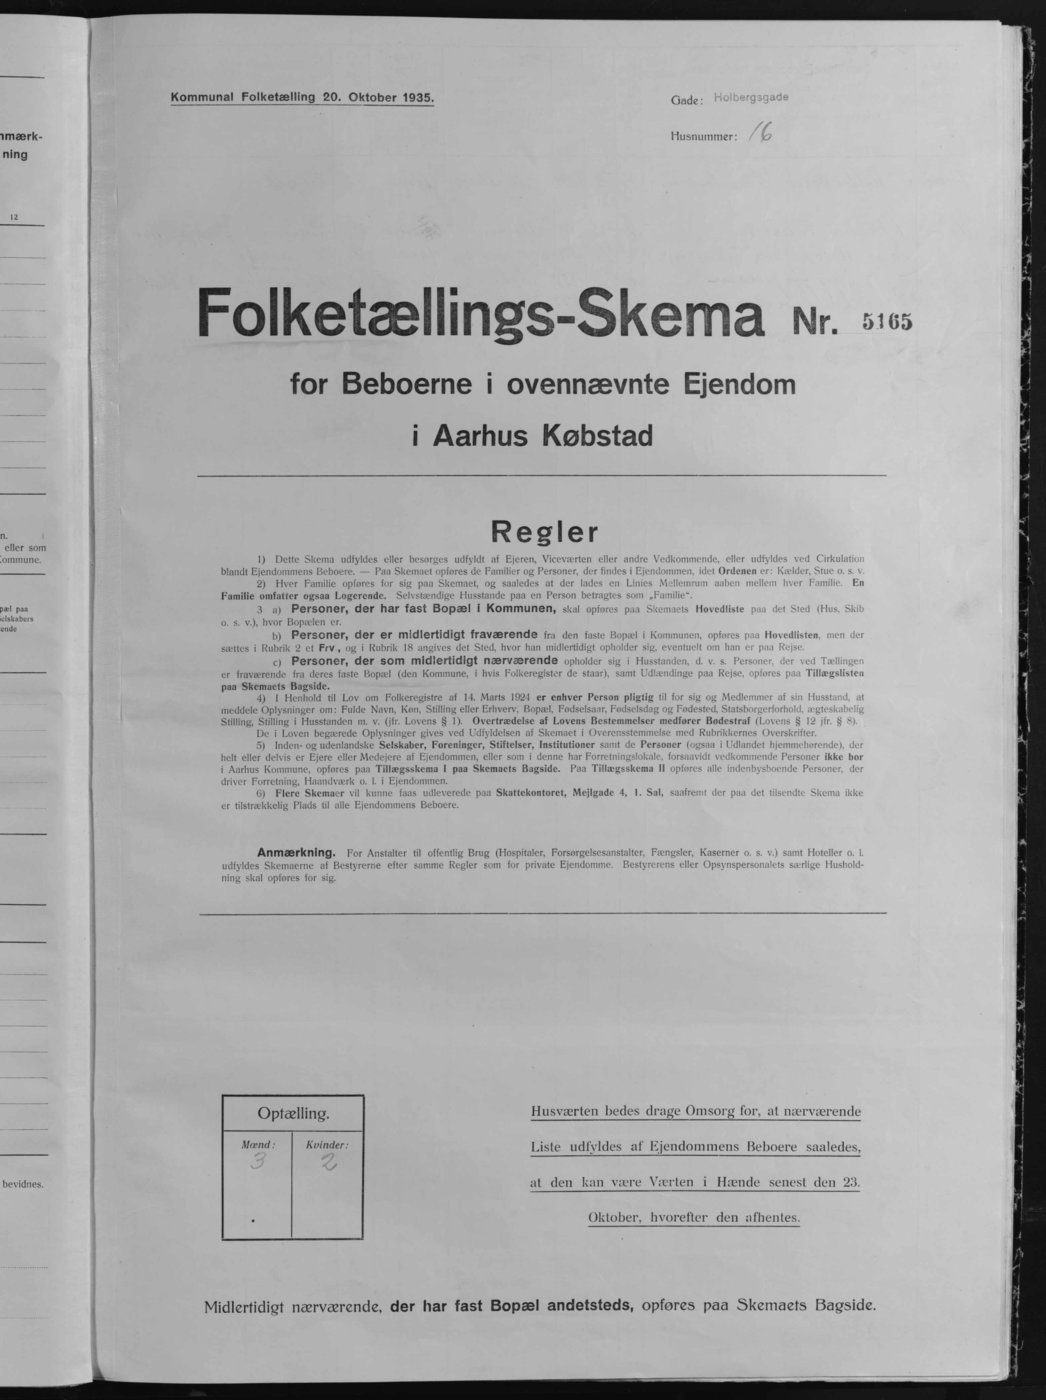 nmærk-
ning
12
n.
eller som
Kommune.
pæl paa
Selskabers
ende
bevidnes.
Kommunal Folketælling 20. Oktober 1935.
Gade: Holbergsgade
Husnummer: 16
Folketællings-Skema Nr. 5165
for Beboerne i ovennævnte Ejendom
i Aarhus Købstad
Regler
1) Dette Skema udfyldes eller besørges udfyldt af Ejeren, Viceværten eller andre Vedkommende, eller udfyldes ved Cirkulation
blandt Ejendommens Beboere. — Paa Skemaet opføres de Familier og Personer, der findes i Ejendommen, idet Ordenen er: Kælder, Stue o. s. v.
2) Hver Familie opføres for sig paa Skemaet, og saaledes at der lades en Linies Mellemrum aaben mellem hver Familie. En
Familie omfatter ogsaa Logerende. Selvstændige Husstande paa en Person betragtes som „Familie".
3 a) Personer, der har fast Bopæl i Kommunen, skal opføres paa Skemaets Hovedliste paa det Sted (Hus, Skib
o. s. v.), hvor Bopælen er.
b) Personer, der er midlertidigt fraværende fra den faste Bopæl i Kommunen, opføres paa Hovedlisten, men der
sættes i Rubrik 2 et Frv., og i Rubrik 18 angives det Sted, hvor han midlertidigt opholder sig, eventuelt om han er paa Rejse.
c) Personer, der som midlertidigt nærværende opholder sig i Husstanden, d. v. s. Personer, der ved Tællingen
er fraværende fra deres faste Bopæl (den Kommune, i hvis Folkeregister de staar), samt Udlændinge paa Rejse, opføres paa Tillægslisten
paa Skemaets Bagside.
4) I Henhold til Lov om Folkeregistre af 14. Marts 1924 er enhver Person pligtig til for sig og Medlemmer af sin Husstand, at
meddele Oplysninger om: Fulde Navn, Køn, Stilling eller Erhverv, Bopæl, Fødselsaar, Fødselsdag og Fødested, Statsborgerforhold, ægteskabelig
Stilling, Stilling i Husstanden m. v. (jfr. Lovens § 1). Overtrædelse af Lovens Bestemmelser medfører Bødestraf (Lovens § 12 jfr. § 8).
De i Loven begærede Oplysninger gives ved Udfyldelsen af Skemaet i Overensstemmelse med Rubrikkernes Overskrifter.
5) Inden- og udenlandske Selskaber, Foreninger, Stiftelser, Institutioner samt de Personer (ogsaa i Udlandet hjemmehørende), der
helt eller delvis er Ejere eller Medejere af Ejendommen, eller som i denne har Forretningslokale, forsaavidt vedkommende Personer ikke bor
i Aarhus Kommune, opføres paa Tillægsskema I paa Skemaets Bagside. Paa Tillægsskema II opføres alle indenbysboende Personer, der
driver Forretning, Haandværk o. l. i Ejendommen.
6) Flere Skemaer vil kunne faas udleverede paa Skattekontoret, Mejlgade 4, 1. Sal, saafremt der paa det tilsendte Skema ikke
er tilstrækkelig Plads til alle Ejendommens Beboere.
Anmærkning. For Anstalter til offentlig Brug (Hospitaler, Forsørgelsesanstalter, Fængsler, Kaserner o. s. v.) samt Hoteller o. l.
udfyldes Skemaerne af Bestyrerne efter samme Regler som for private Ejendomme. Bestyrerens eller Opsynspersonalets særlige Hushold-
ning skal opføres for sig.
Optælling.
Mænd: Kvinder:
3 2
Husværten bedes drage Omsorg for, at nærværende
Liste udfyldes af Ejendommens Beboere saaledes,
at den kan være Værten i Hænde senest den 23.
Oktober, hvorefter den afhentes.
Midlertidigt nærværende, der har fast Bopæl andetsteds, opføres paa Skemaets Bagside.